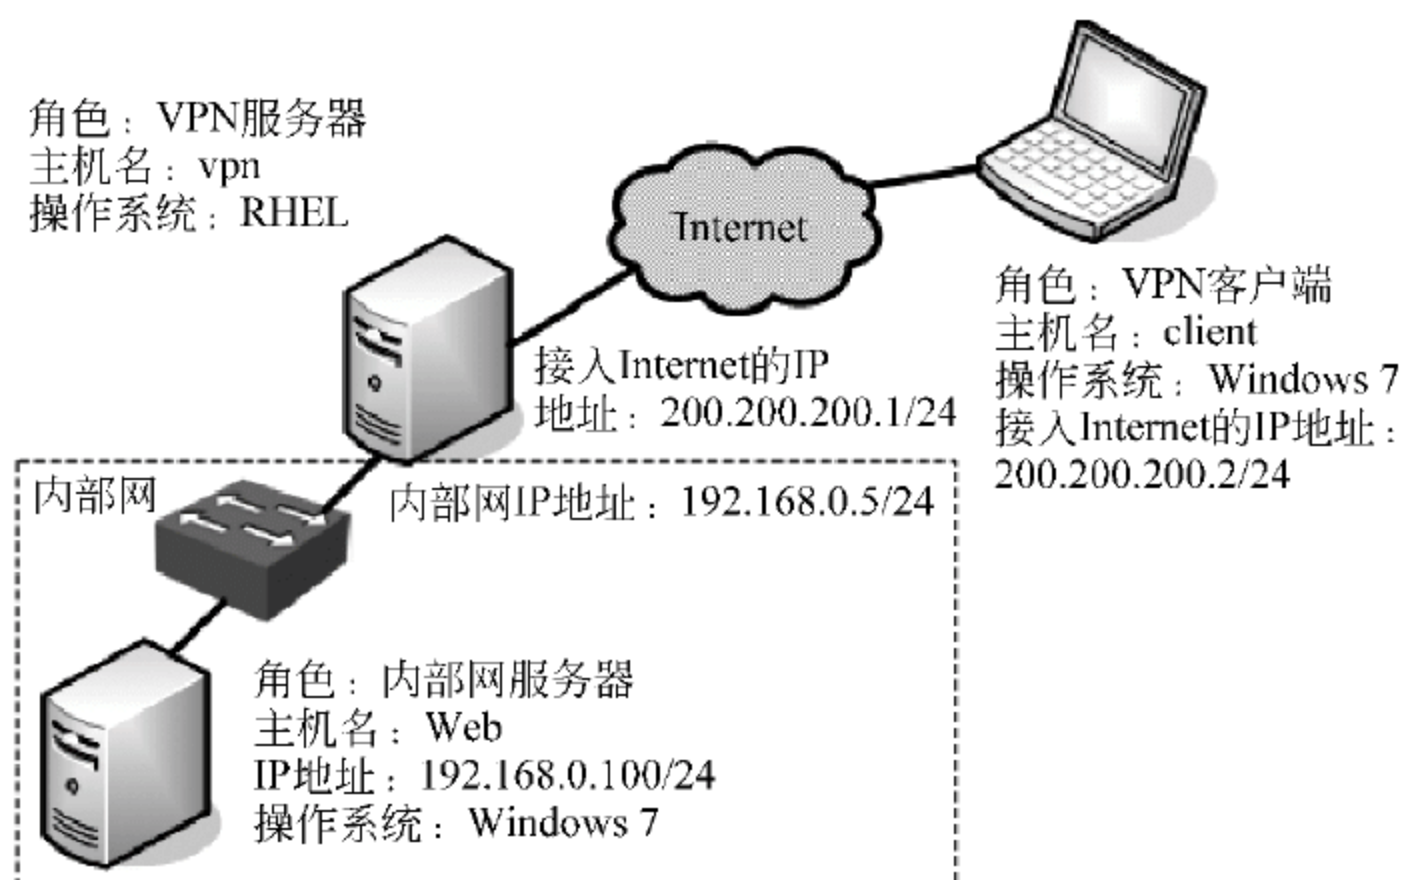 角色：VPN服务器
主机名：vpn
操作系统：RHEL
Internet
角色：VPN客户端
主机名：client
操作系统：Windows 7
接入Internet的IP地址：
200.200.200.2/24
接入Internet的IP
地址：200.200.200.1/24
内部网
内部网IP地址：192.168.0.5/24
角色：内部网服务器
主机名：Web
IP地址：192.168.0.100/24
操作系统：Windows 7